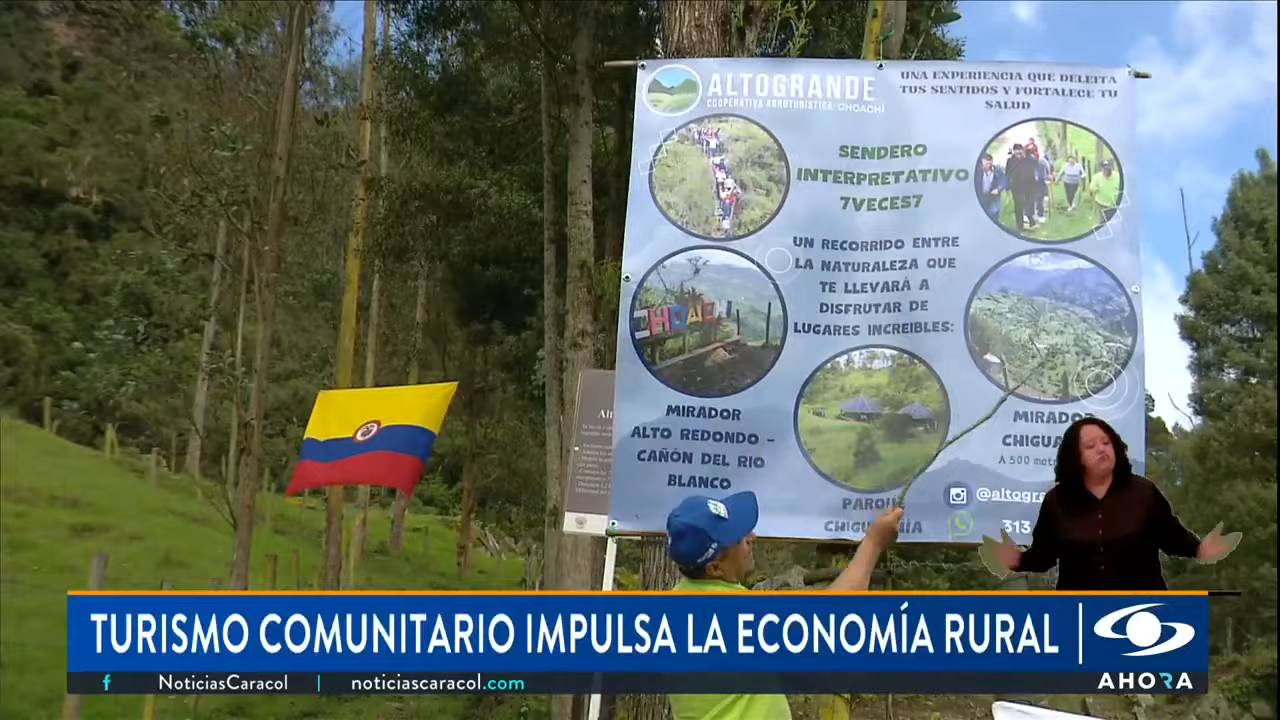 ALTOGRANDE
COOPERATIVA AGROTURÍSTICA-CHOACHÍ
UNA EXPERIENCIA QUE DELEITA
TUS SENTIDOS Y FORTALECE TU
SALUD
SENDERO
INTERPRETATIVO
7VECES7
UN RECORRIDO ENTRE
LA NATURALEZA QUE
TE LLEVARÁ A
DISFRUTAR DE
LUGARES INCREIBLES:
MIRADOR
ALTO REDONDO -
CAÑÓN DEL RIO
BLANCO
PARQUE
MIRADOR
A 500
313
TURISMO COMUNITARIO IMPULSA LA ECONOMÍA RURAL
AHORA
f NoticiasCaracol | noticiascaracol.com